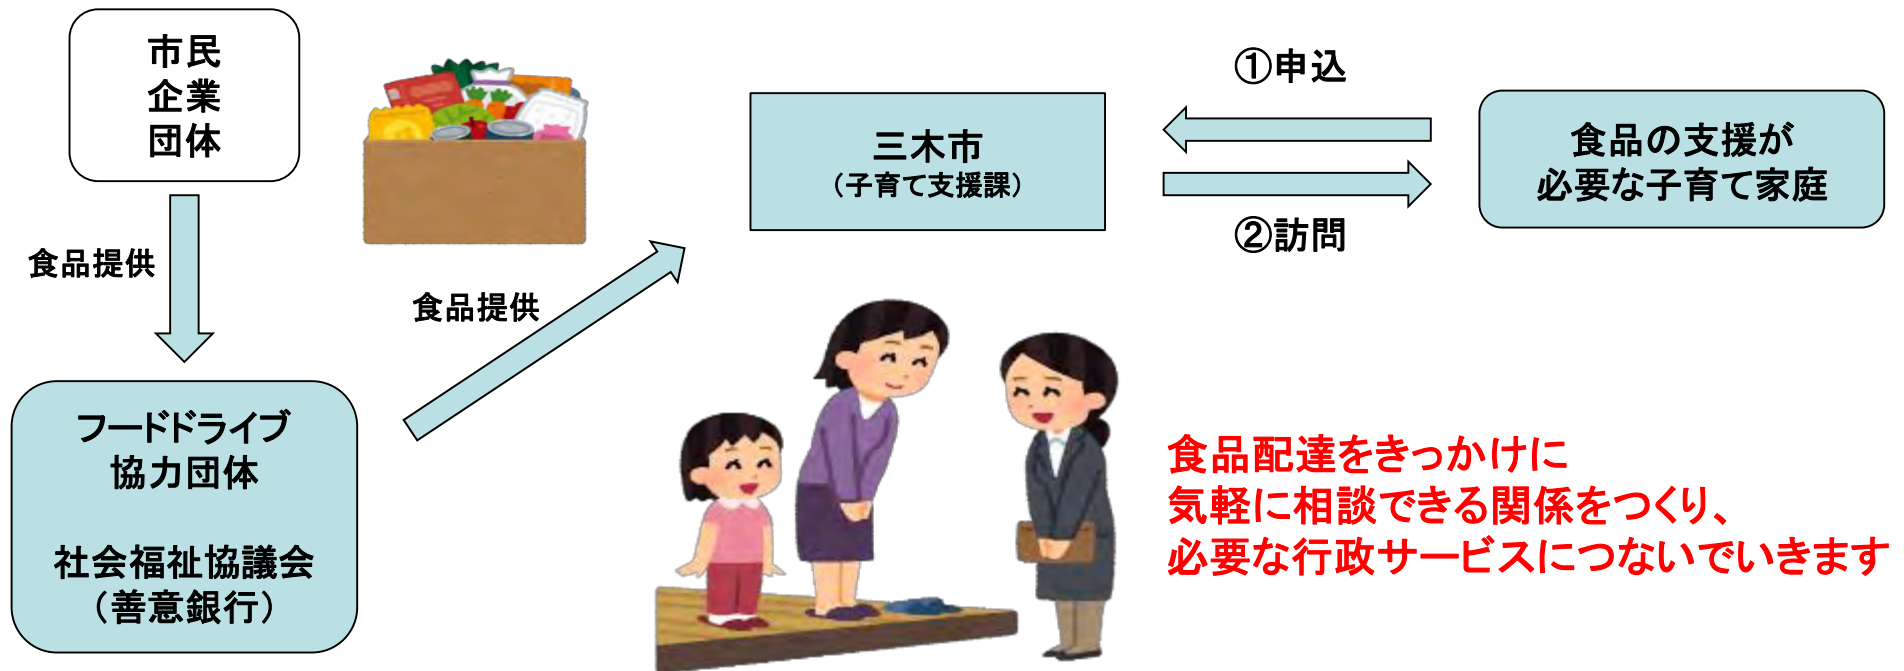 市民
企業
団体
食品提供
フードドライブ
協力団体
社会福祉協議会
（善意銀行）
食品提供
三木市
（子育て支援課）
①申込
②訪問
食品の支援が
必要な子育て家庭
食品配達をきっかけに
気軽に相談できる関係をつくり、
必要な行政サービスにつないでいきます